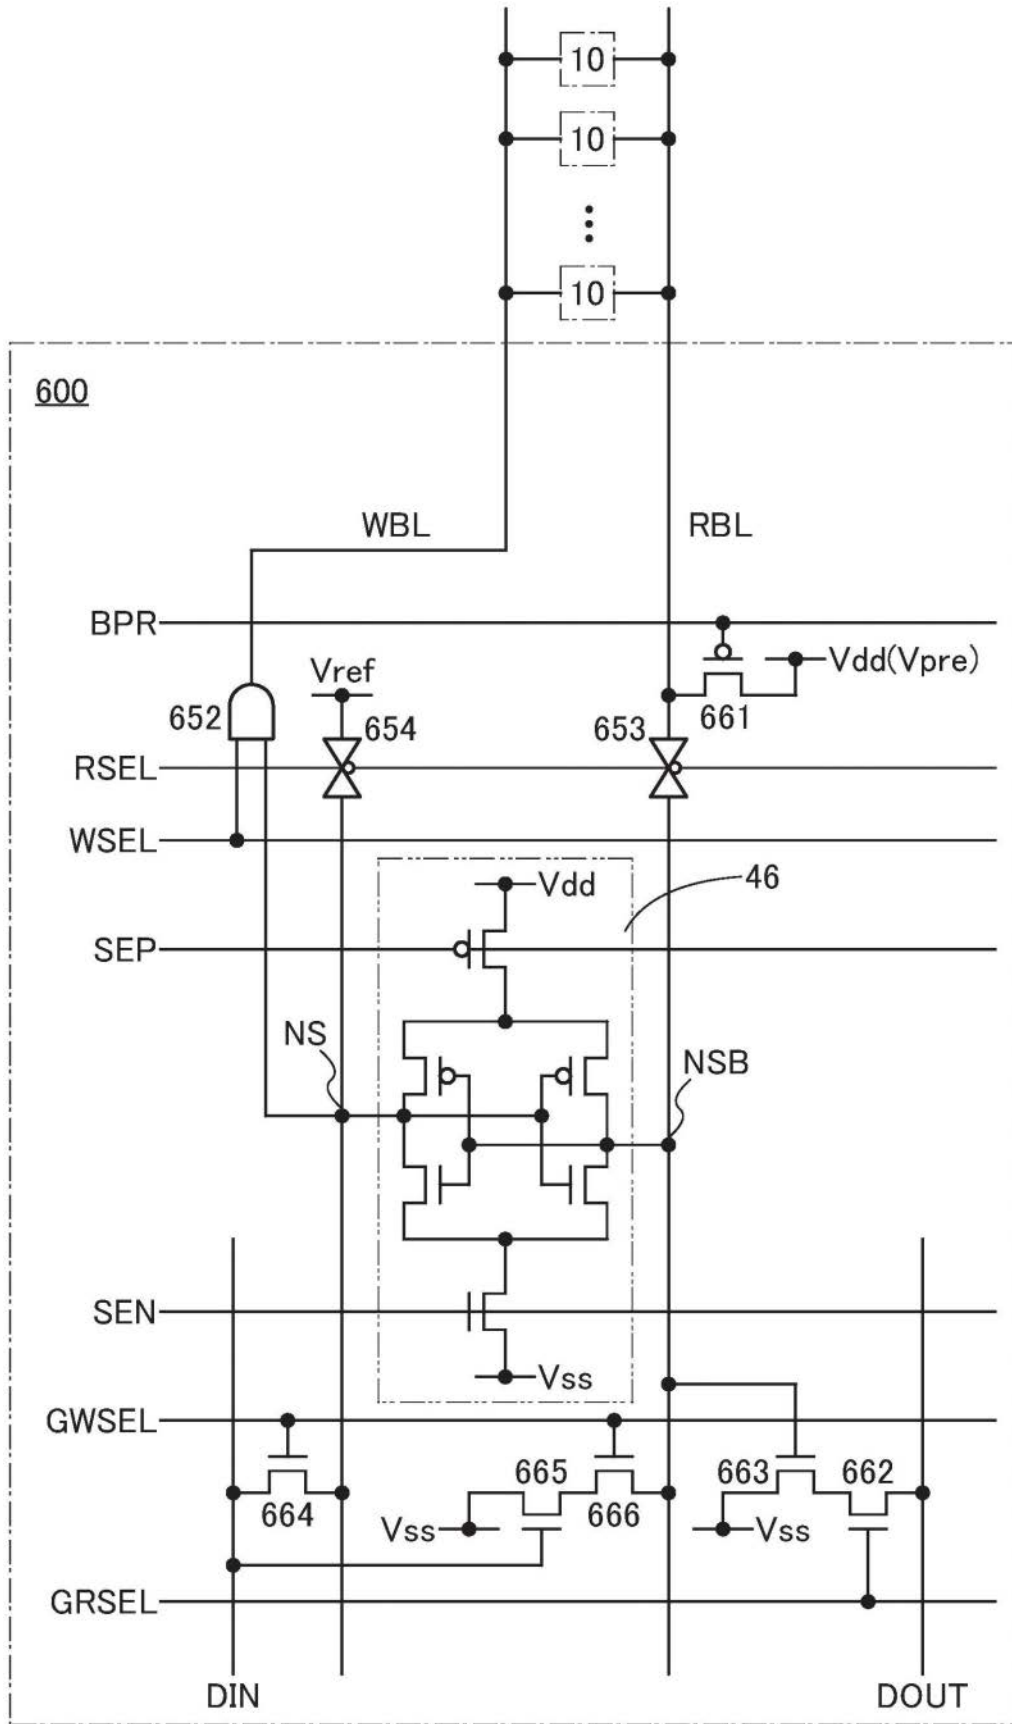 10
10
10
600
WBL
RBL
BPR
Vdd(Vpre)
Vref
661
652
654
653
RSEL
WSEL
Vdd
46
SEP
NS
NSB
SEN
Vss
GWSEL
665
663
662
664
Vss
666
Vss
GRSEL
DIN
DOUT